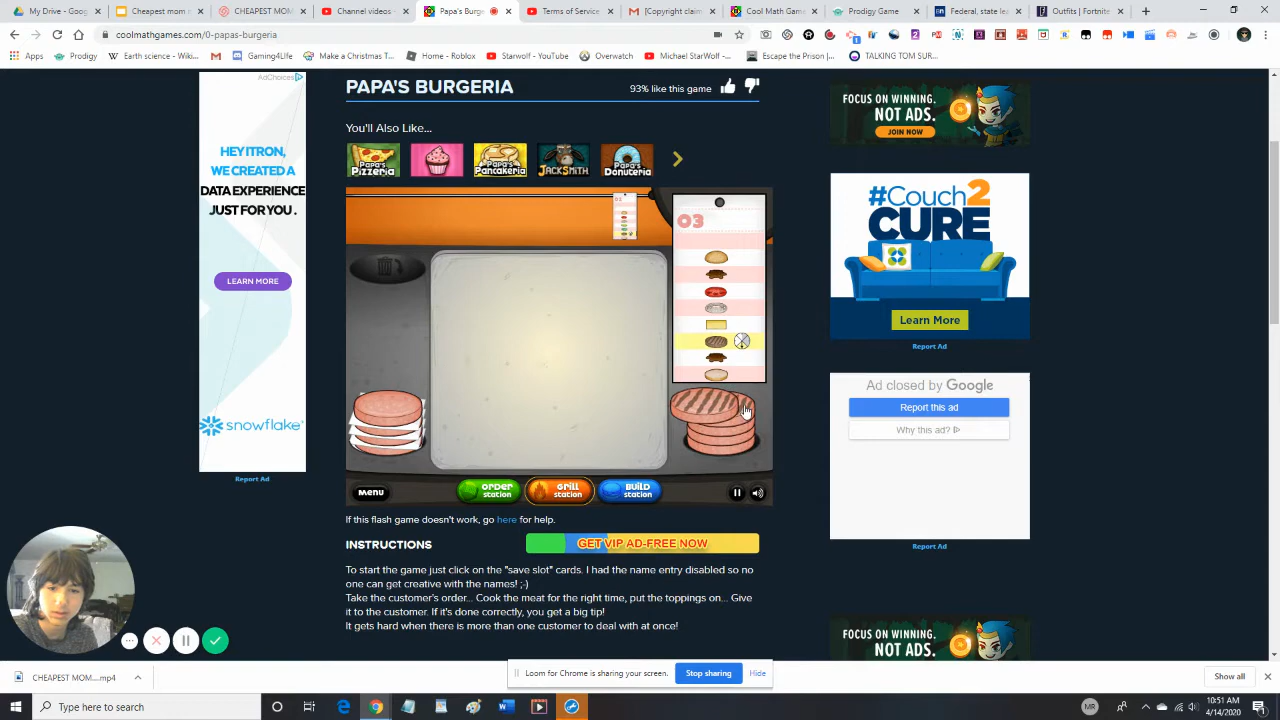 My Drive - Google D
Cheapest mom r
CHEAPEST MOM
Channel videos -
Papa's Burge
Terms of Service
[Copyright claim
Cool Math Game
Prodigy Game
Federal, state leg
Outfits | Fortnite
coolmathgames.com/0-papas-burgeria
Apps
Prodigy
Earth science - Wiki...
Gaming4Life
Make a Christmas T...
Home - Roblox
Starwolf - YouTube
Overwatch
Michael StarWolf -...
Escape the Prison |...
TALKING TOM SUR...
AdChoices
HEY ITRON,
WE CREATED A
DATA EXPERIENCE
JUST FOR YOU .
LEARN MORE
snowflake
Report Ad
PAPA'S BURGERIA
93% like this game
You'll Also Like...
Papa's Pizzeria
Papa's Pancakeria
JACKSMITH
Papa's Donuteria
03
menu
ORDER station
Grill station
BUILD station
If this flash game doesn't work, go here for help.
INSTRUCTIONS
GET VIP AD-FREE NOW
To start the game just click on the "save slot" cards. I had the name entry disabled so no
one can get creative with the names! ;-)
Take the customer's order... Cook the meat for the right time, put the toppings on... Give
it to the customer. If it's done correctly, you get a big tip!
It gets hard when there is more than one customer to deal with at once!
FOCUS ON WINNING.
NOT ADS.
JOIN NOW
#Couch2
CURE
Learn More
Report Ad
Ad closed by Google
Report this ad
Why this ad?
Report Ad
FOCUS ON WINNING.
NOT ADS.
CHEAPEST MOM....mp4
Loom for Chrome is sharing your screen.
Stop sharing
Hide
Show all
Type here to search
MR
10:51 AM
4/14/2020